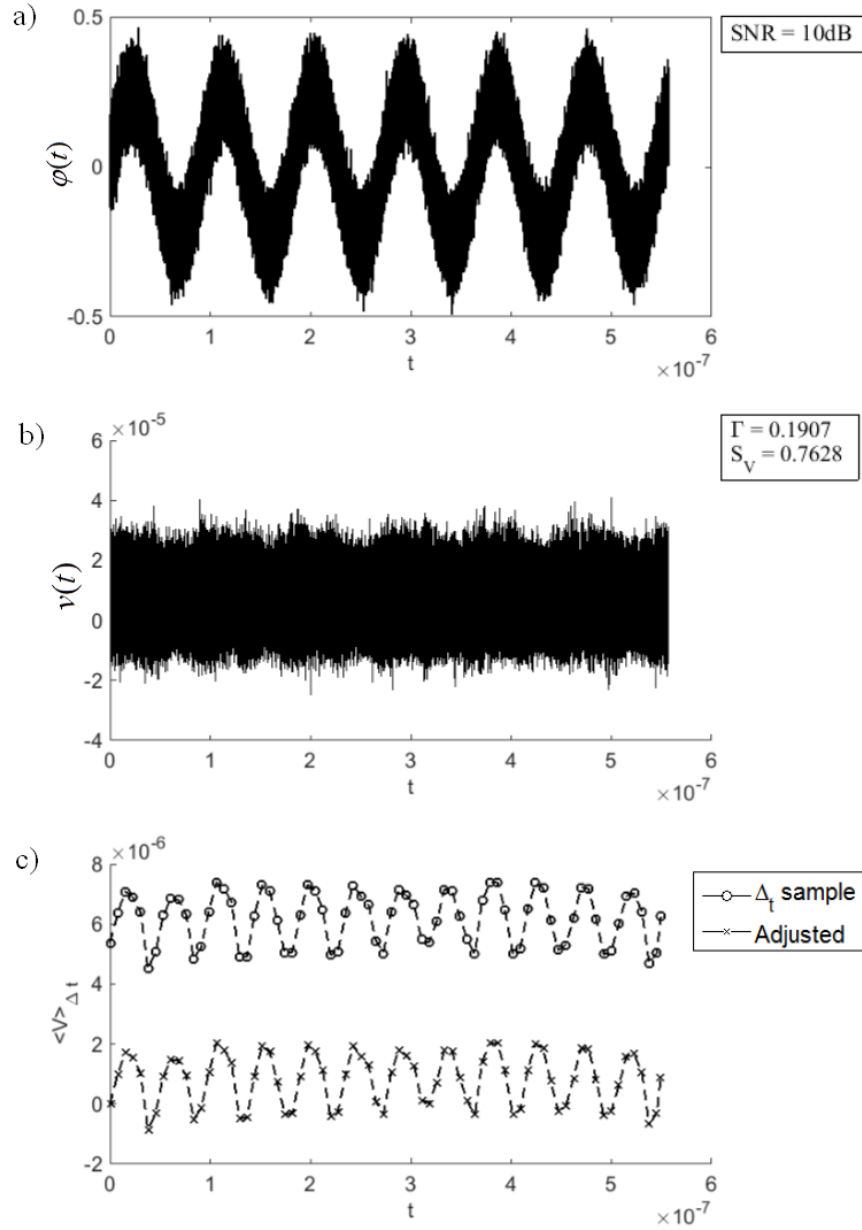 a)
SNR = 10dB
0.5
0
-0.5
φ(t)
0 1 2 3 4 5 6
t
×10⁻⁷
b)
×10⁻⁵
Γ = 0.1907
S_V = 0.7628
6
4
2
0
-2
-4
v(t)
0 1 2 3 4 5 6
t
×10⁻⁷
c)
×10⁻⁶
Δ_t sample
Adjusted
8
6
4
2
0
-2
<V>_Δ t
0 1 2 3 4 5 6
t
×10⁻⁷